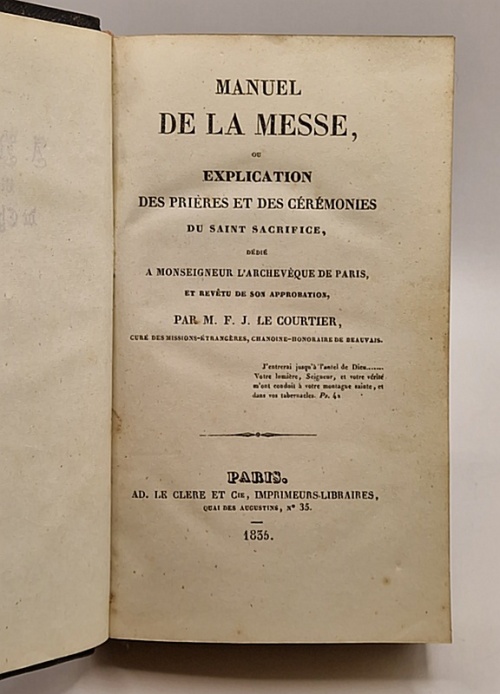 MANUEL
DE LA MESSE,
OU
EXPLICATION
DES PRIÈRES ET DES CÉRÉMONIES
DU SAINT SACRIFICE,
DÉDIÉ
A MONSEIGNEUR L'ARCHEVÊQUE DE PARIS,
ET REVÊTU DE SON APPROBATION,
PAR M. F. J. LE COURTIER,
CURÉ DES MISSIONS-ÉTRANGÈRES, CHANOINE-HONORAIRE DE BEAUVAIS.
J'entrerai jusqu'à l'autel de Dieu.......
Votre lumière, Seigneur, et votre vérité
m'ont conduit à votre montagne sainte, et
dans vos tabernacles. Ps. 42
PARIS.
AD. LE CLERE ET Cie, IMPRIMEURS-LIBRAIRES,
QUAI DES AUGUSTINS, Nº 35.
1835.